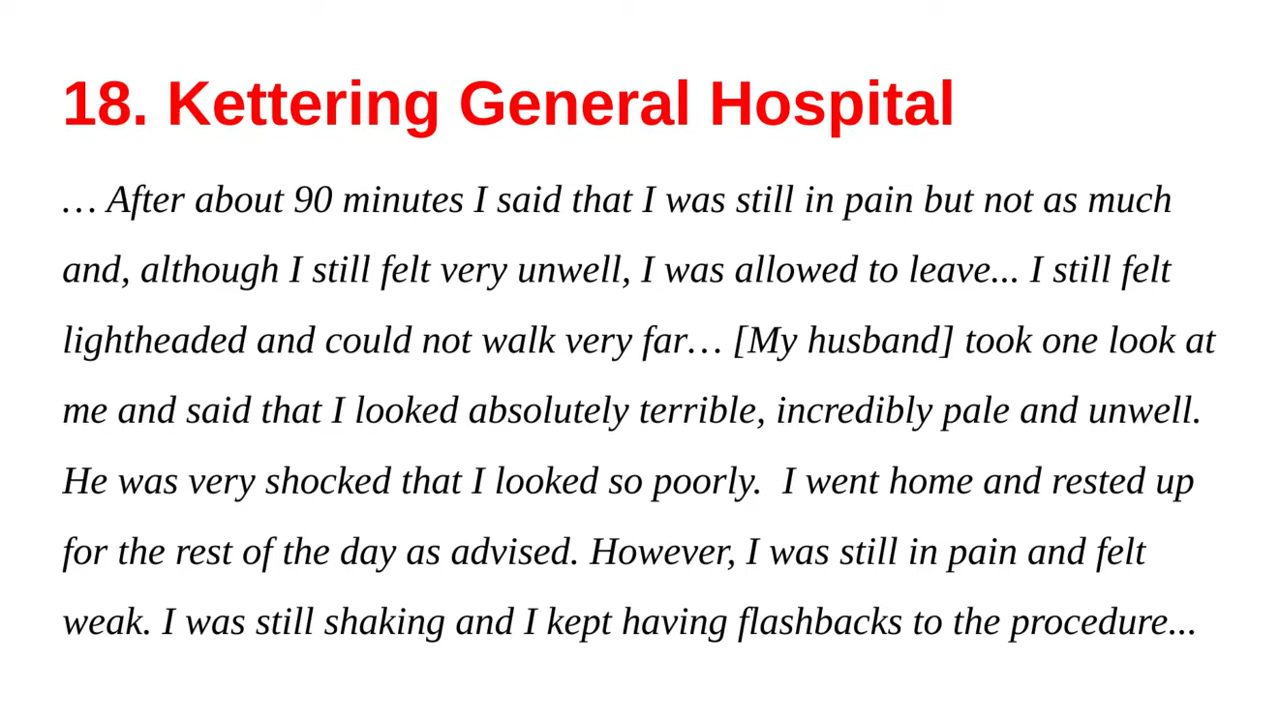 18. Kettering General Hospital
… After about 90 minutes I said that I was still in pain but not as much
and, although I still felt very unwell, I was allowed to leave... I still felt
lightheaded and could not walk very far… [My husband] took one look at
me and said that I looked absolutely terrible, incredibly pale and unwell.
He was very shocked that I looked so poorly.  I went home and rested up
for the rest of the day as advised. However, I was still in pain and felt
weak. I was still shaking and I kept having flashbacks to the procedure...